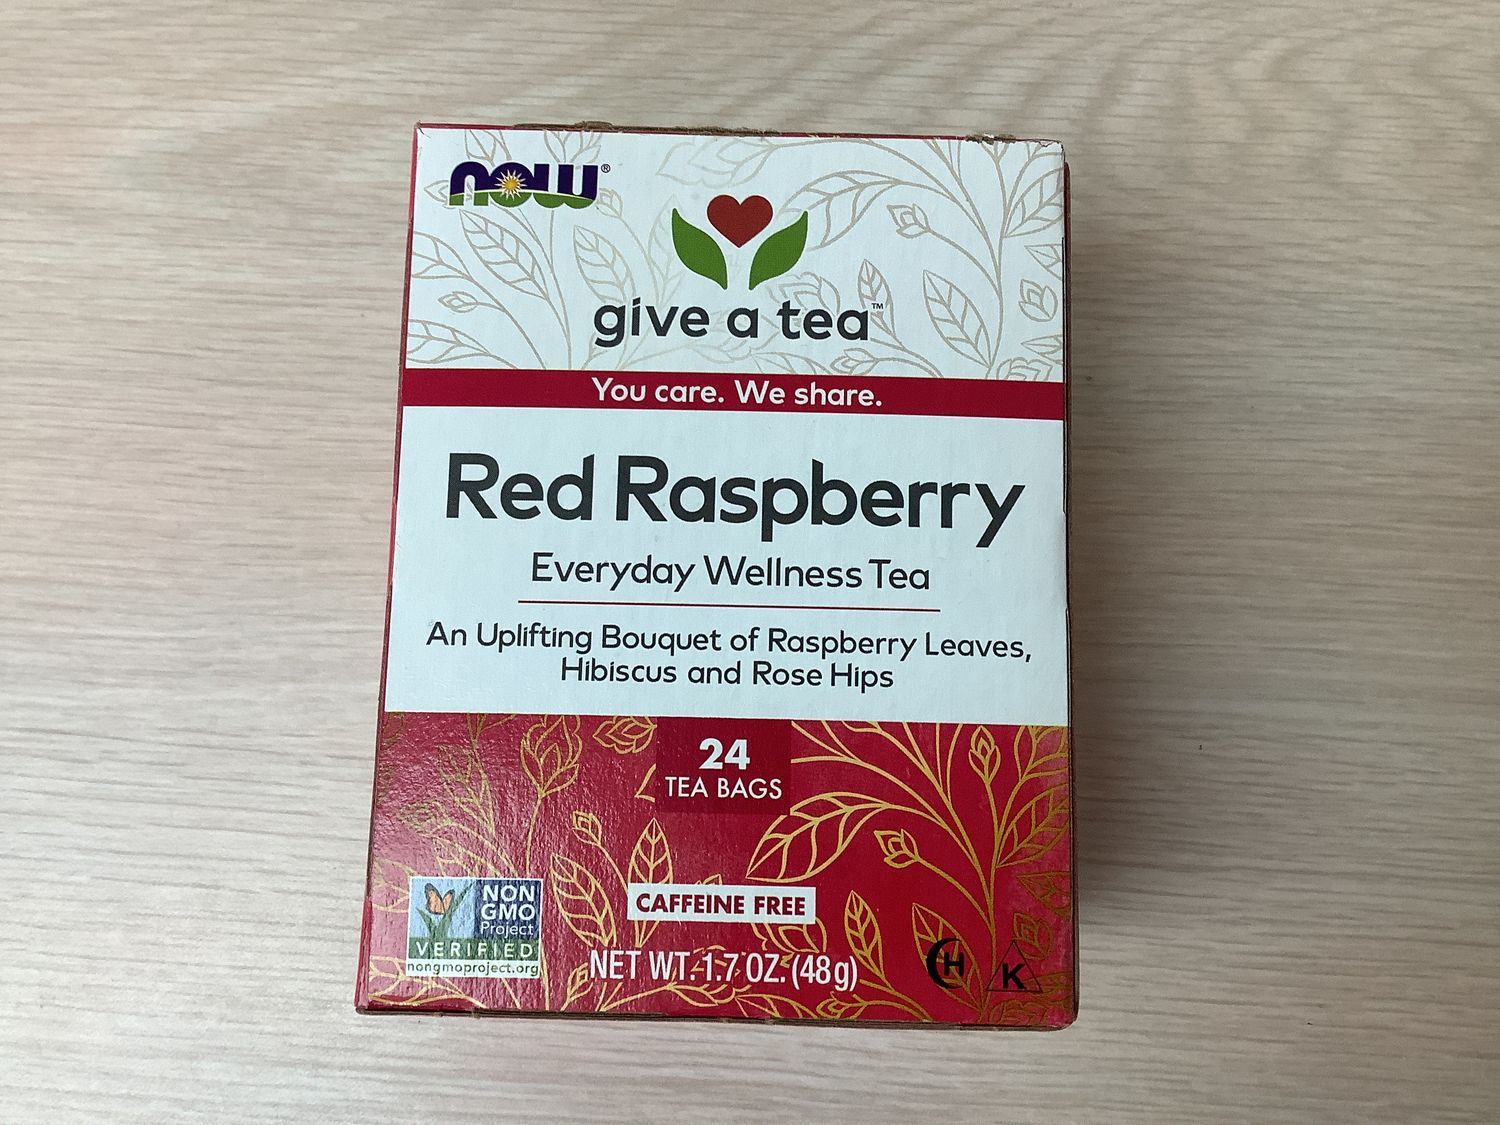 NOW®
give a tea™
You care. We share.
Red Raspberry
Everyday Wellness Tea
An Uplifting Bouquet of Raspberry Leaves,
Hibiscus and Rose Hips
24
TEA BAGS
NON
GMO
Project
VERIFIED
nongmoproject.org
CAFFEINE FREE
NET WT. 1.7 OZ. (48g)
H
K